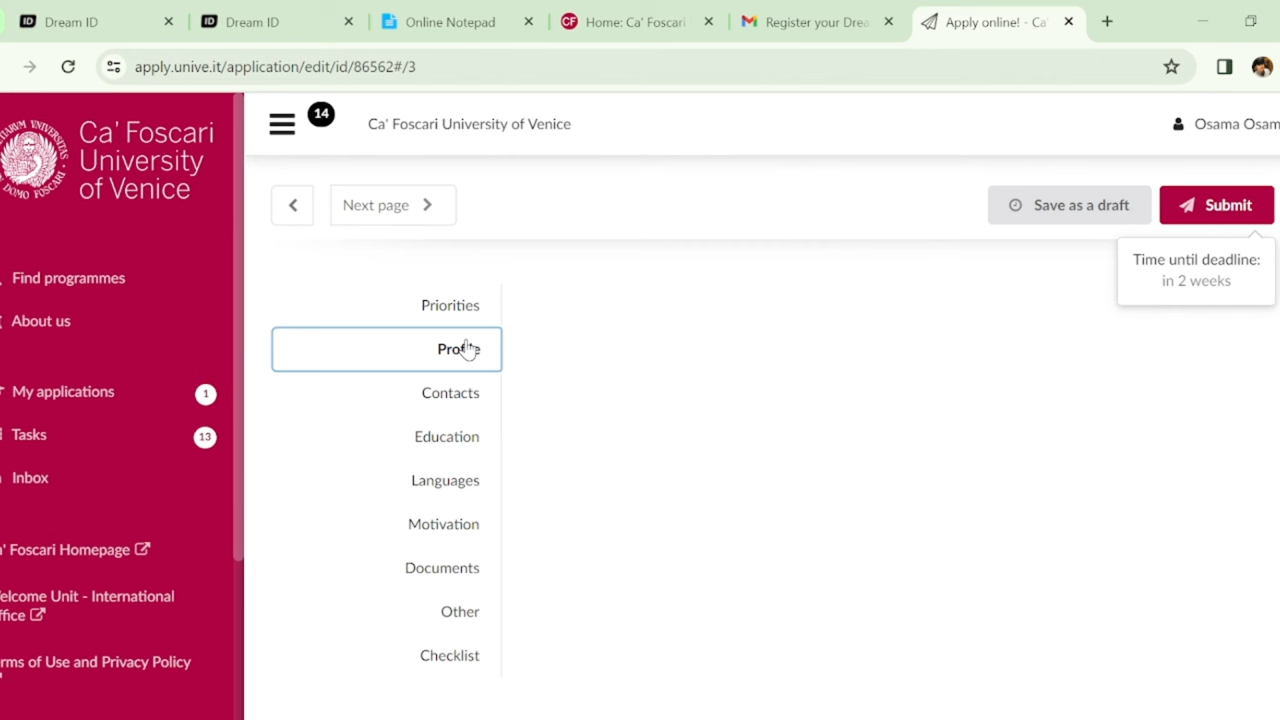 Dream ID
Dream ID
Online Notepad
Home: Ca' Foscari
Register your Drea
Apply online! - Ca'
apply.unive.it/application/edit/id/86562#/3
Ca' Foscari
University
of Venice
14
Ca' Foscari University of Venice
Osama Osam
Next page
Save as a draft
Submit
Time until deadline:
in 2 weeks
Find programmes
About us
My applications
1
Tasks
13
Inbox
a' Foscari Homepage
elcome Unit - International
ffice
rms of Use and Privacy Policy
Priorities
Profile
Contacts
Education
Languages
Motivation
Documents
Other
Checklist